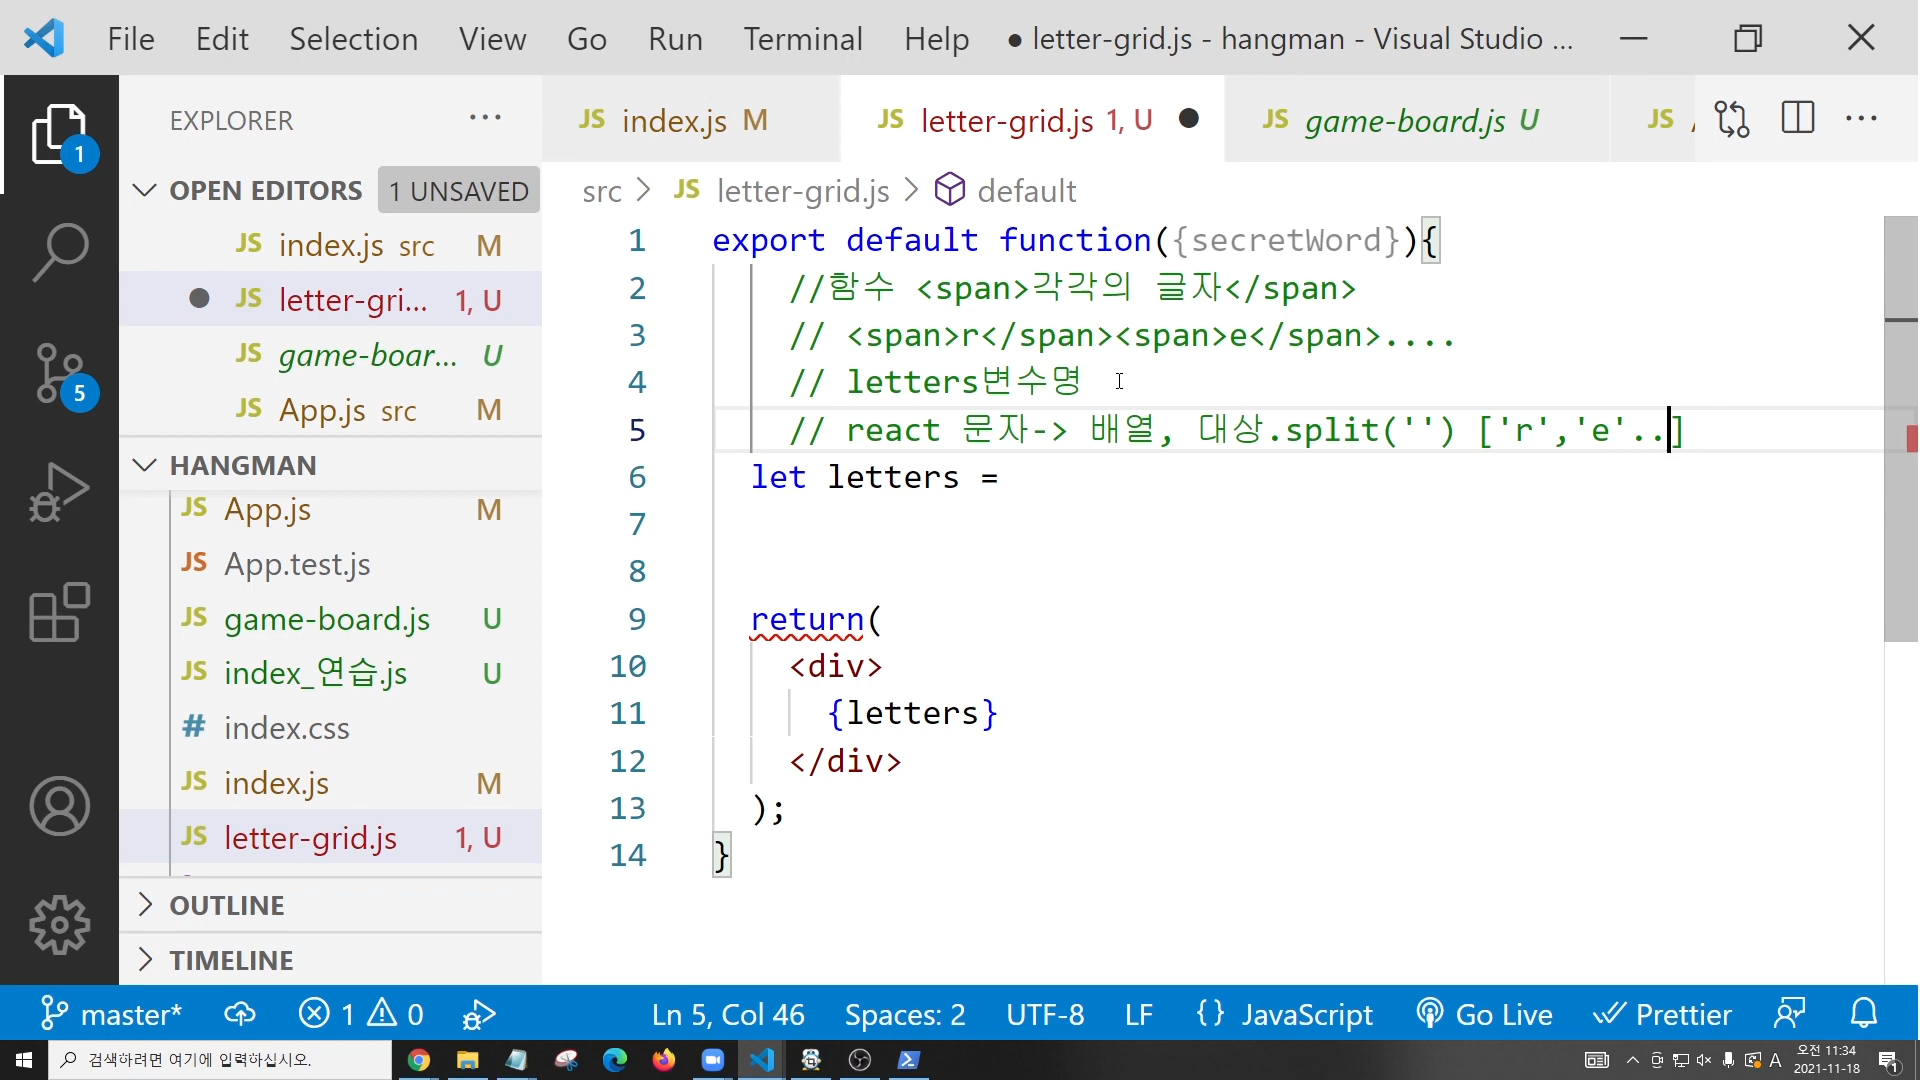 File Edit Selection View Go Run Terminal Help ● letter-grid.js - hangman - Visual Studio ...
EXPLORER ...
JS index.js M JS letter-grid.js 1, U ● JS game-board.js U JS
OPEN EDITORS 1 UNSAVED
src > JS letter-grid.js > default
JS index.js src M
● JS letter-gri... 1, U
JS game-boar... U
JS App.js src M
HANGMAN
JS App.js M
JS App.test.js
JS game-board.js U
JS index_연습.js U
# index.css
JS index.js M
JS letter-grid.js 1, U
OUTLINE
TIMELINE
1
5
1 export default function({secretWord}){
2 //함수 <span>각각의 글자</span>
3 // <span>r</span><span>e</span>....
4 // letters변수명
5 // react 문자-> 배열, 대상.split('') ['r','e'..]
6 let letters =
7
8
9 return(
10 <div>
11 {letters}
12 </div>
13 );
14 }
master* 1 0 Ln 5, Col 46 Spaces: 2 UTF-8 LF {} JavaScript Go Live Prettier
검색하려면 여기에 입력하십시오.
A 오전 11:34
2021-11-18
1